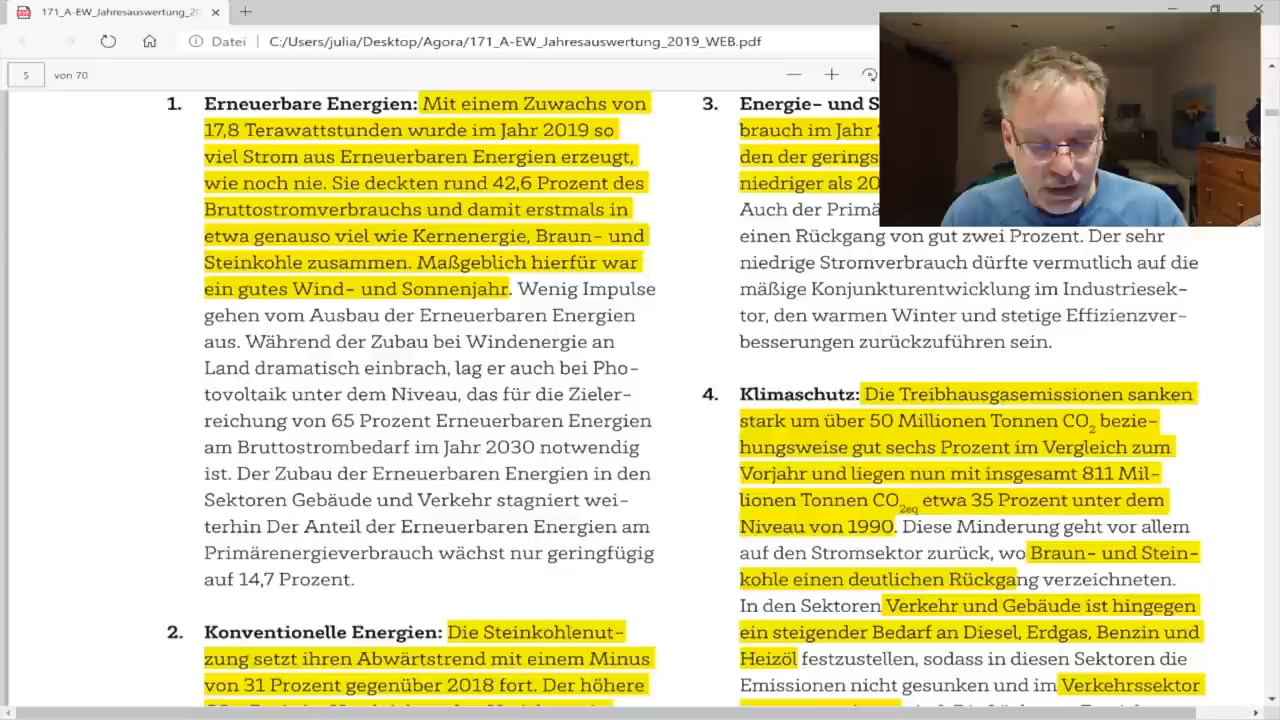 171_A-EW_Jahresauswertung_20
Datei
C:/Users/julia/Desktop/Agora/171_A-EW_Jahresauswertung_2019_WEB.pdf
5 von 70
1. Erneuerbare Energien: Mit einem Zuwachs von
17,8 Terawattstunden wurde im Jahr 2019 so
viel Strom aus Erneuerbaren Energien erzeugt,
wie noch nie. Sie deckten rund 42,6 Prozent des
Bruttostromverbrauchs und damit erstmals in
etwa genauso viel wie Kernenergie, Braun- und
Steinkohle zusammen. Maßgeblich hierfür war
ein gutes Wind- und Sonnenjahr. Wenig Impulse
gehen vom Ausbau der Erneuerbaren Energien
aus. Während der Zubau bei Windenergie an
Land dramatisch einbrach, lag er auch bei Pho-
tovoltaik unter dem Niveau, das für die Zieler-
reichung von 65 Prozent Erneuerbaren Energien
am Bruttostrombedarf im Jahr 2030 notwendig
ist. Der Zubau der Erneuerbaren Energien in den
Sektoren Gebäude und Verkehr stagniert wei-
terhin Der Anteil der Erneuerbaren Energien am
Primärenergieverbrauch wächst nur geringfügig
auf 14,7 Prozent.
2. Konventionelle Energien: Die Steinkohlenut-
zung setzt ihren Abwärtstrend mit einem Minus
von 31 Prozent gegenüber 2018 fort. Der höhere
3. Energie- und S
brauch im Jahr
den der gerings
niedriger als 20
Auch der Primä
einen Rückgang von gut zwei Prozent. Der sehr
niedrige Stromverbrauch dürfte vermutlich auf die
mäßige Konjunkturentwicklung im Industriesek-
tor, den warmen Winter und stetige Effizienzver-
besserungen zurückzuführen sein.
4. Klimaschutz: Die Treibhausgasemissionen sanken
stark um über 50 Millionen Tonnen CO2 bezie-
hungsweise gut sechs Prozent im Vergleich zum
Vorjahr und liegen nun mit insgesamt 811 Mil-
lionen Tonnen CO2eq etwa 35 Prozent unter dem
Niveau von 1990. Diese Minderung geht vor allem
auf den Stromsektor zurück, wo Braun- und Stein-
kohle einen deutlichen Rückgang verzeichneten.
In den Sektoren Verkehr und Gebäude ist hingegen
ein steigender Bedarf an Diesel, Erdgas, Benzin und
Heizöl festzustellen, sodass in diesen Sektoren die
Emissionen nicht gesunken und im Verkehrssektor